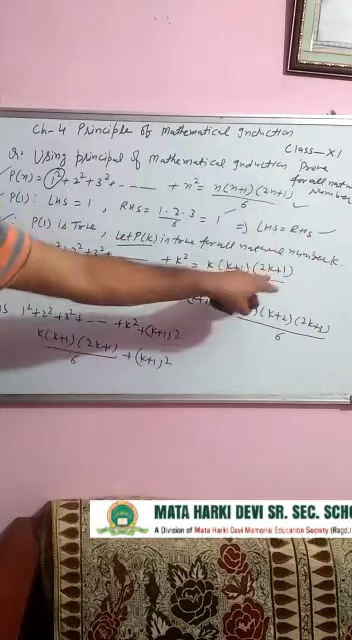 Ch-4 Principle of Mathematical Induction
Class-XI
Q: Using principal of Mathematical Induction Prove for all natural Number
P(n) = 1² + 2² + 3² + - - - + n² = n(n+1)(2n+1)/6
P(1): LHS = 1, RHS = 1·2·3/6 = 1 ⇒ LHS = RHS
∴ P(1) is True, Let P(k) is true for all natural number k.
+ k² = k(k+1)(2k+1)
1² + 2² + 3² + - - + k² + (k+1)²
(k+2)(2k+3)/6
k(k+1)(2k+1)/6 + (k+1)²
MATA HARKI DEVI SR. SEC. SCHO
A Division of Mata Harki Devi Memorial Education Society (Regd.